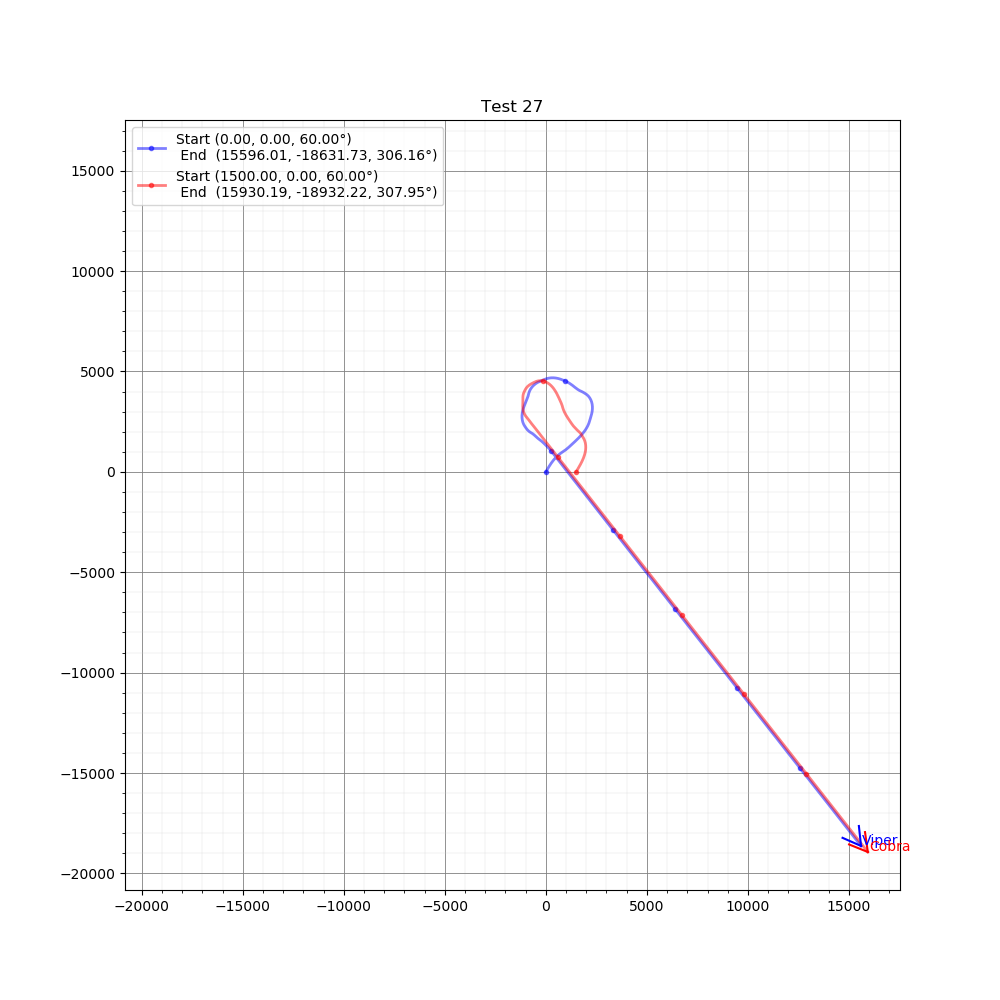 Test 27
Start (0.00, 0.00, 60.00°)
End  (15596.01, -18631.73, 306.16°)
Start (1500.00, 0.00, 60.00°)
End  (15930.19, -18932.22, 307.95°)
15000
10000
5000
0
−5000
−10000
−15000
−20000
Viper
Cobra
−20000 −15000 −10000 −5000 0 5000 10000 15000